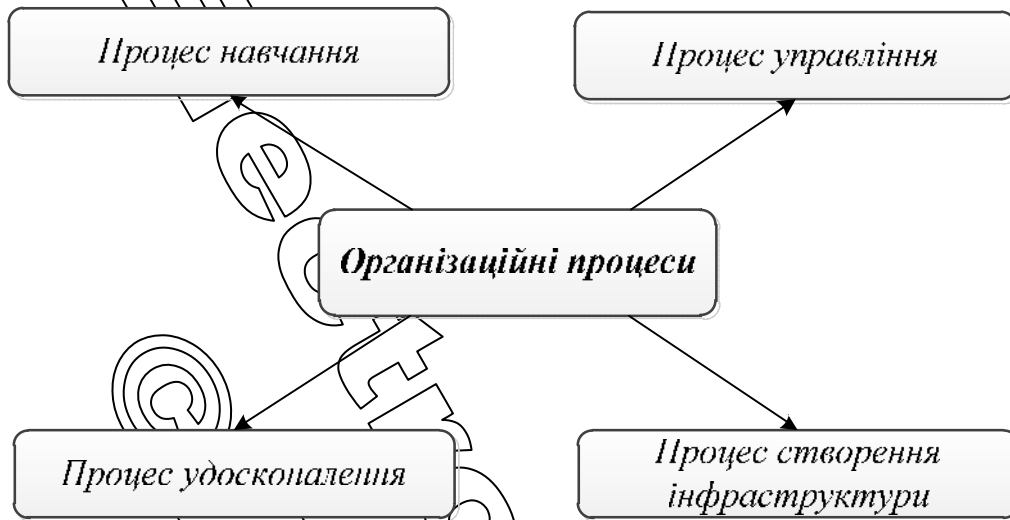 Процес навчання
Процес управління
Організаційні процеси
Процес удосконалення
Процес створення
інфраструктури